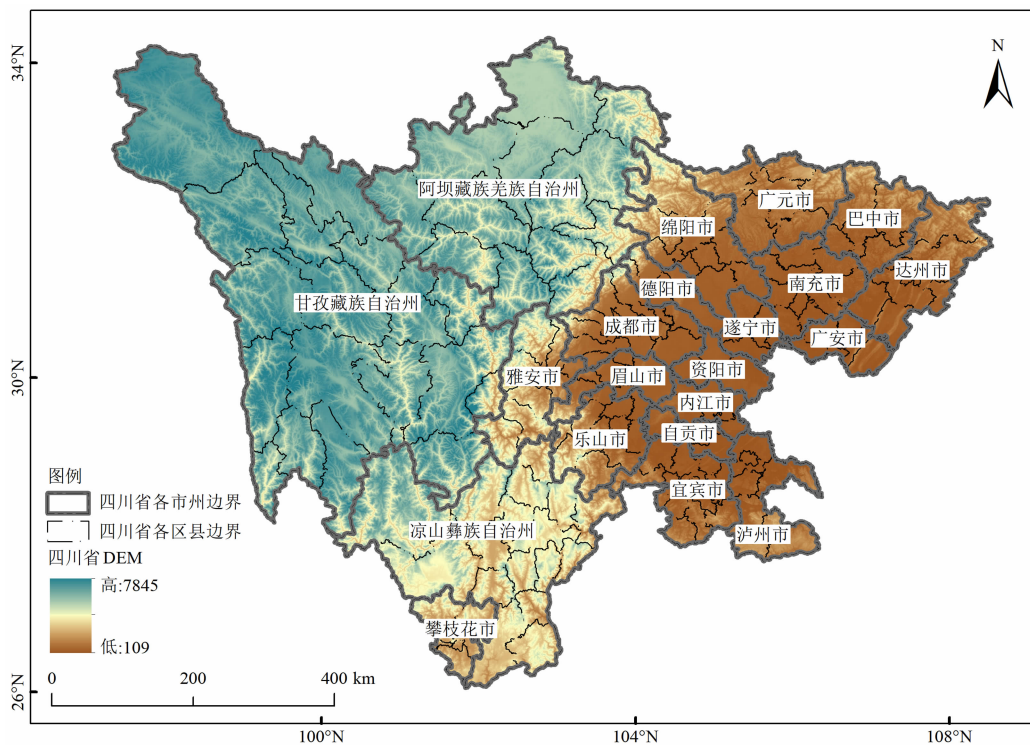 34°N
30°N
26°N
N
阿坝藏族羌族自治州
广元市
巴中市
绵阳市
达州市
南充市
德阳市
甘孜藏族自治州
成都市
遂宁市
广安市
资阳市
雅安市
眉山市
内江市
自贡市
乐山市
宜宾市
凉山彝族自治州
泸州市
攀枝花市
图例
四川省各市州边界
四川省各区县边界
四川省 DEM
高:7845
低:109
0 200 400 km
100°N 104°N 108°N